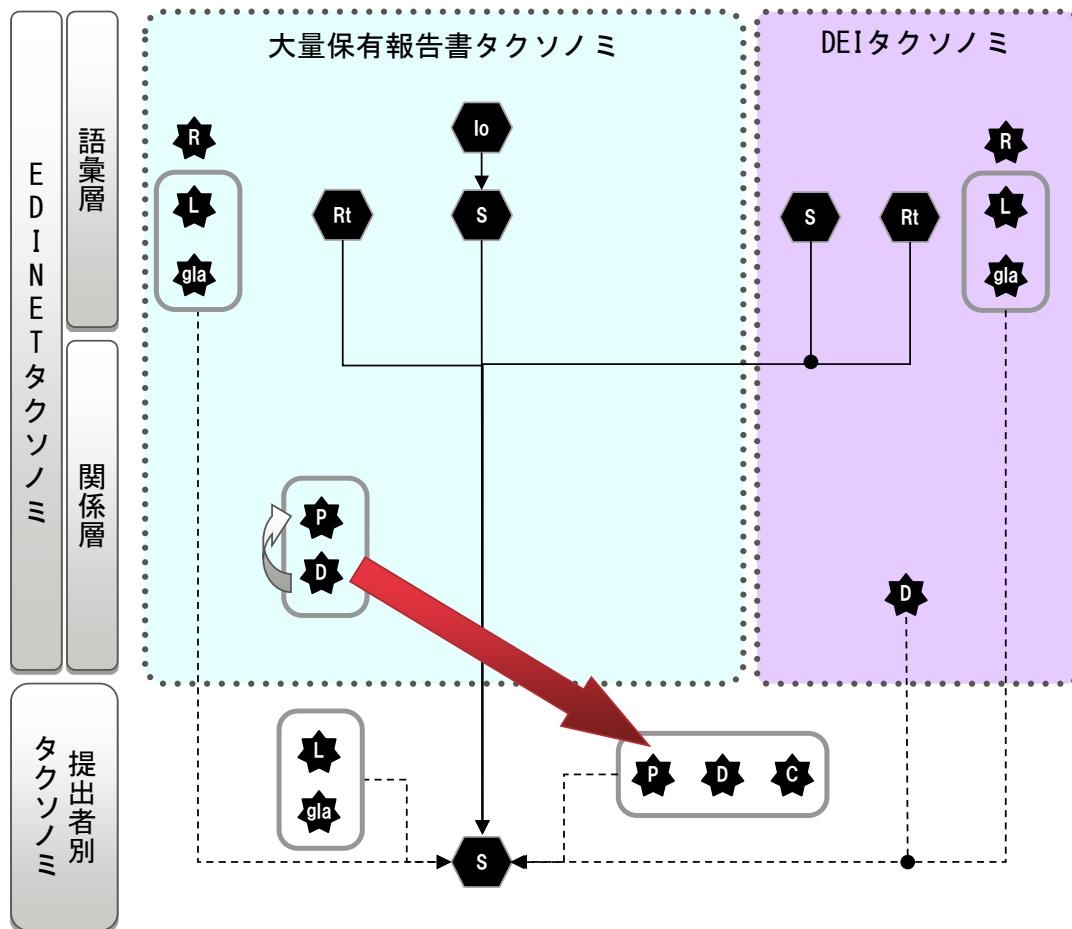 大量保有報告書タクソノミ
DEIタクソノミ
EDINETタクソノミ
語彙層
関係層
提出者別
タクソノミ
R
L
gla
Io
Rt
S
S
Rt
R
L
gla
P
D
D
L
gla
P D C
S